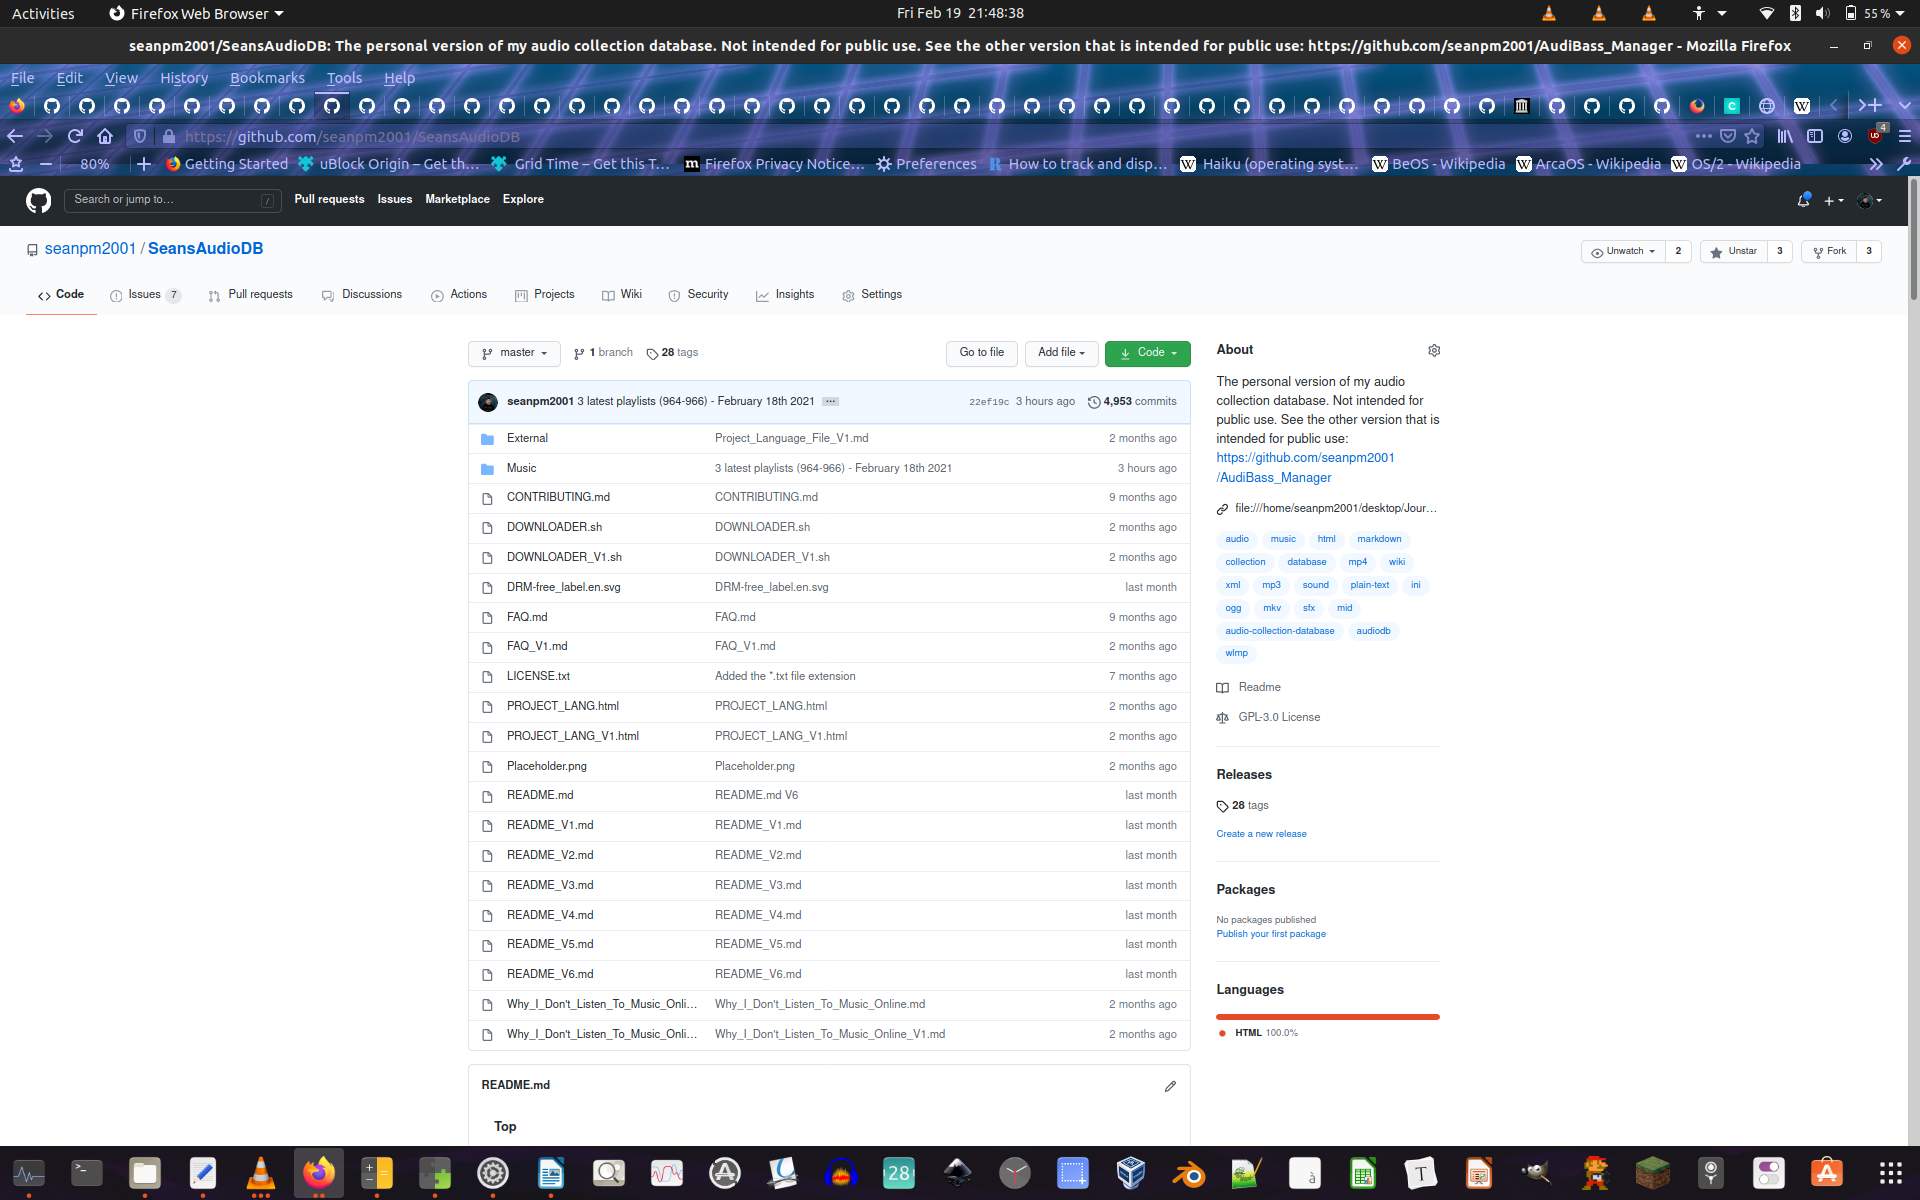 Activities Firefox Web Browser Fri Feb 19 21:48:38 55 %
seanpm2001/SeansAudioDB: The personal version of my audio collection database. Not intended for public use. See the other version that is intended for public use: https://github.com/seanpm2001/AudiBass_Manager - Mozilla Firefox
File Edit View History Bookmarks Tools Help
https://github.com/seanpm2001/SeansAudioDB 4
80% Getting Started uBlock Origin – Get th… Grid Time – Get this T… Firefox Privacy Notice… Preferences How to track and disp… Haiku (operating syst… BeOS - Wikipedia ArcaOS - Wikipedia OS/2 - Wikipedia
Search or jump to… / Pull requests Issues Marketplace Explore
seanpm2001 / SeansAudioDB Unwatch 2 Unstar 3 Fork 3
Code Issues 7 Pull requests Discussions Actions Projects Wiki Security Insights Settings
master 1 branch 28 tags Go to file Add file Code
seanpm2001 3 latest playlists (964-966) - February 18th 2021 ... 22ef19c 3 hours ago 4,953 commits
External Project_Language_File_V1.md 2 months ago
Music 3 latest playlists (964-966) - February 18th 2021 3 hours ago
CONTRIBUTING.md CONTRIBUTING.md 9 months ago
DOWNLOADER.sh DOWNLOADER.sh 2 months ago
DOWNLOADER_V1.sh DOWNLOADER_V1.sh 2 months ago
DRM-free_label.en.svg DRM-free_label.en.svg last month
FAQ.md FAQ.md 9 months ago
FAQ_V1.md FAQ_V1.md 2 months ago
LICENSE.txt Added the *.txt file extension 7 months ago
PROJECT_LANG.html PROJECT_LANG.html 2 months ago
PROJECT_LANG_V1.html PROJECT_LANG_V1.html 2 months ago
Placeholder.png Placeholder.png 2 months ago
README.md README.md V6 last month
README_V1.md README_V1.md last month
README_V2.md README_V2.md last month
README_V3.md README_V3.md last month
README_V4.md README_V4.md last month
README_V5.md README_V5.md last month
README_V6.md README_V6.md last month
Why_I_Don't_Listen_To_Music_Onli… Why_I_Don't_Listen_To_Music_Online.md 2 months ago
Why_I_Don't_Listen_To_Music_Onli… Why_I_Don't_Listen_To_Music_Online_V1.md 2 months ago
README.md
Top
About
The personal version of my audio
collection database. Not intended for
public use. See the other version that is
intended for public use:
https://github.com/seanpm2001
/AudiBass_Manager
file:///home/seanpm2001/desktop/Jour…
audio music html markdown
collection database mp4 wiki
xml mp3 sound plain-text ini
ogg mkv sfx mid
audio-collection-database audiodb
wlmp
Readme
GPL-3.0 License
Releases
28 tags
Create a new release
Packages
No packages published
Publish your first package
Languages
HTML 100.0%
28